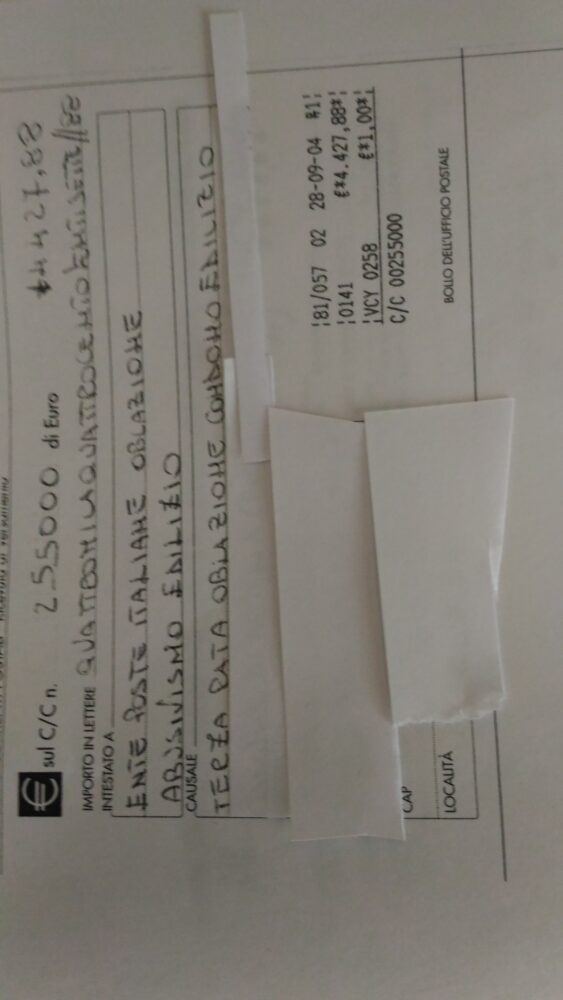 € sul C/C n. 255000 di Euro 4427,88
IMPORTO IN LETTERE QUATTROMILAQUATTROCENTOVENTISETTE//88
INTESTATO A
ENTE POSTE ITALIANE OBLAZIONE
ABUSIVISMO EDILIZIO
CAUSALE
TERZA RATA OBLAZIONE CONDONO EDILIZIO
81/057 02 28-09-04 R1
0141 €*4.427,88*
VCY 0258 €*1,00*
C/C 00255000
BOLLO DELL'UFFICIO POSTALE
CAP
LOCALITÀ